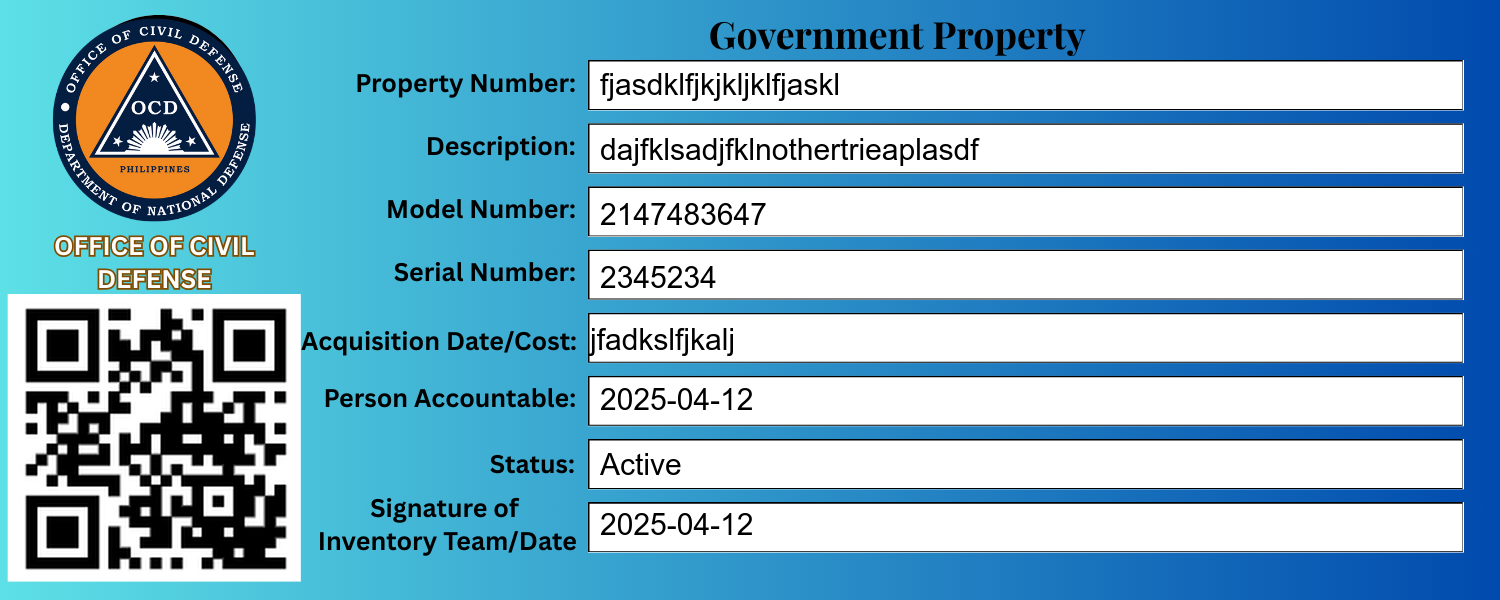 OFFICE OF CIVIL DEFENSE
OCD
PHILIPPINES
DEPARTMENT OF NATIONAL DEFENSE
OFFICE OF CIVIL
DEFENSE
Government Property
Property Number: fjasdklfjkjkljklfjaskl
Description: dajfklsadjfklnothertrieaplasdf
Model Number: 2147483647
Serial Number: 2345234
Acquisition Date/Cost: jfadkslfjkalj
Person Accountable: 2025-04-12
Status: Active
Signature of
Inventory Team/Date 2025-04-12